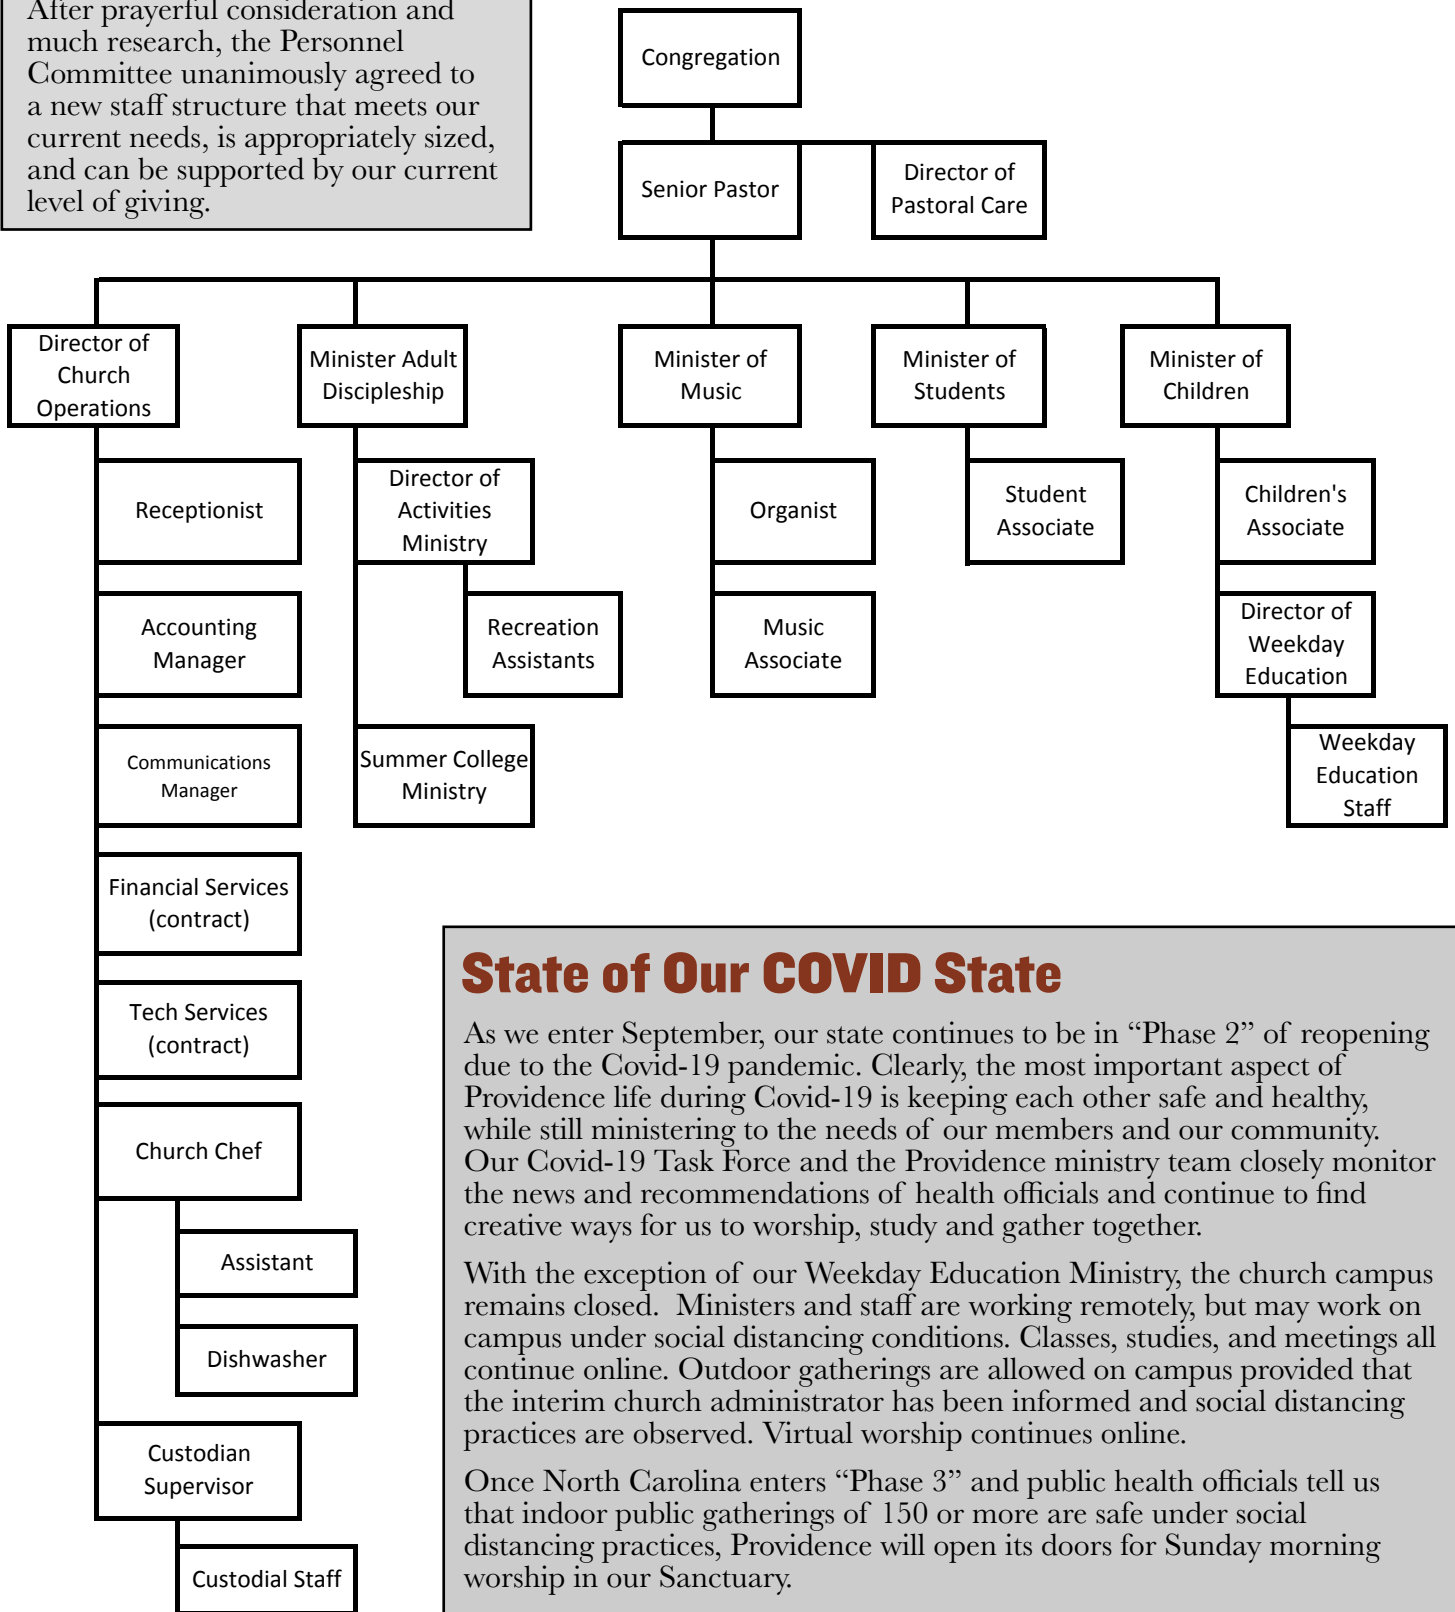 After prayerful consideration and
much research, the Personnel
Committee unanimously agreed to
a new staff structure that meets our
current needs, is appropriately sized,
and can be supported by our current
level of giving.
Congregation
Senior Pastor
Director of
Pastoral Care
Director of
Church
Operations
Minister Adult
Discipleship
Minister of
Music
Minister of
Students
Minister of
Children
Receptionist
Director of
Activities
Ministry
Organist
Student
Associate
Children's
Associate
Accounting
Manager
Recreation
Assistants
Music
Associate
Director of
Weekday
Education
Communications
Manager
Summer College
Ministry
Weekday
Education
Staff
Financial Services
(contract)
Tech Services
(contract)
Church Chef
Assistant
Dishwasher
Custodian
Supervisor
Custodial Staff
State of Our COVID State
As we enter September, our state continues to be in “Phase 2” of reopening
due to the Covid-19 pandemic. Clearly, the most important aspect of
Providence life during Covid-19 is keeping each other safe and healthy,
while still ministering to the needs of our members and our community.
Our Covid-19 Task Force and the Providence ministry team closely monitor
the news and recommendations of health officials and continue to find
creative ways for us to worship, study and gather together.
With the exception of our Weekday Education Ministry, the church campus
remains closed.  Ministers and staff are working remotely, but may work on
campus under social distancing conditions. Classes, studies, and meetings all
continue online. Outdoor gatherings are allowed on campus provided that
the interim church administrator has been informed and social distancing
practices are observed. Virtual worship continues online.
Once North Carolina enters “Phase 3” and public health officials tell us
that indoor public gatherings of 150 or more are safe under social
distancing practices, Providence will open its doors for Sunday morning
worship in our Sanctuary.